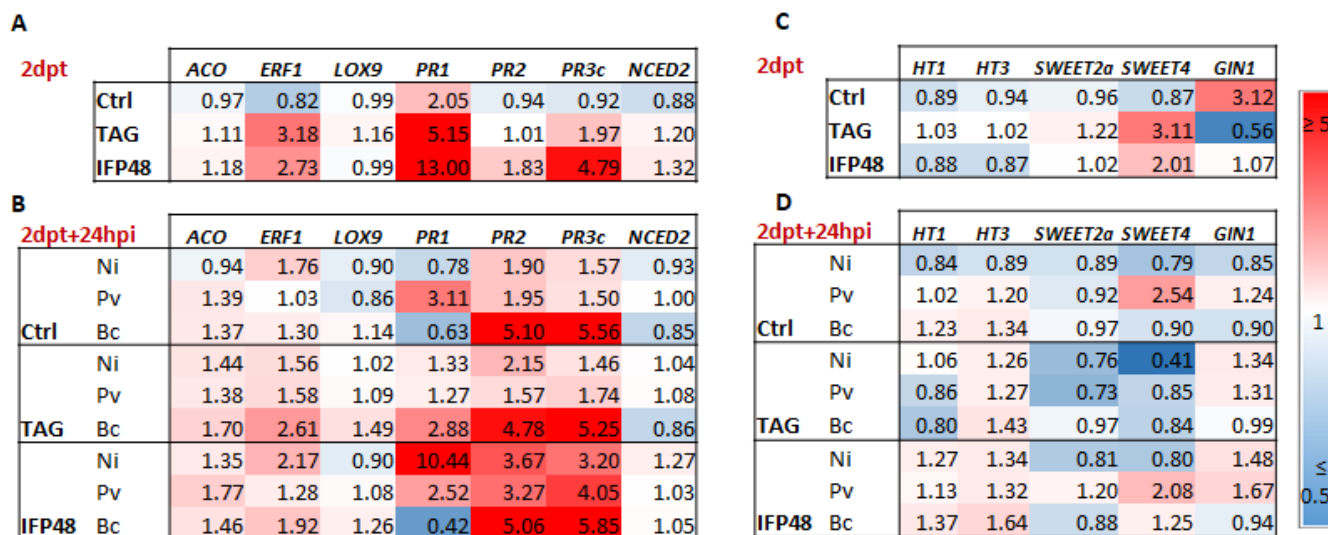 A
2dpt ACO ERF1 LOX9 PR1 PR2 PR3c NCED2
Ctrl 0.97 0.82 0.99 2.05 0.94 0.92 0.88
TAG 1.11 3.18 1.16 5.15 1.01 1.97 1.20
IFP48 1.18 2.73 0.99 13.00 1.83 4.79 1.32
B
2dpt+24hpi ACO ERF1 LOX9 PR1 PR2 PR3c NCED2
Ni 0.94 1.76 0.90 0.78 1.90 1.57 0.93
Pv 1.39 1.03 0.86 3.11 1.95 1.50 1.00
Ctrl Bc 1.37 1.30 1.14 0.63 5.10 5.56 0.85
Ni 1.44 1.56 1.02 1.33 2.15 1.46 1.04
Pv 1.38 1.58 1.09 1.27 1.57 1.74 1.08
TAG Bc 1.70 2.61 1.49 2.88 4.78 5.25 0.86
Ni 1.35 2.17 0.90 10.44 3.67 3.20 1.27
Pv 1.77 1.28 1.08 2.52 3.27 4.05 1.03
IFP48 Bc 1.46 1.92 1.26 0.42 5.06 5.85 1.05
C
2dpt HT1 HT3 SWEET2a SWEET4 GIN1
Ctrl 0.89 0.94 0.96 0.87 3.12
TAG 1.03 1.02 1.22 3.11 0.56
IFP48 0.88 0.87 1.02 2.01 1.07
D
2dpt+24hpi HT1 HT3 SWEET2a SWEET4 GIN1
Ni 0.84 0.89 0.89 0.79 0.85
Pv 1.02 1.20 0.92 2.54 1.24
Ctrl Bc 1.23 1.34 0.97 0.90 0.90
Ni 1.06 1.26 0.76 0.41 1.34
Pv 0.86 1.27 0.73 0.85 1.31
TAG Bc 0.80 1.43 0.97 0.84 0.99
Ni 1.27 1.34 0.81 0.80 1.48
Pv 1.13 1.32 1.20 2.08 1.67
IFP48 Bc 1.37 1.64 0.88 1.25 0.94
≥ 5
1
≤
0.5